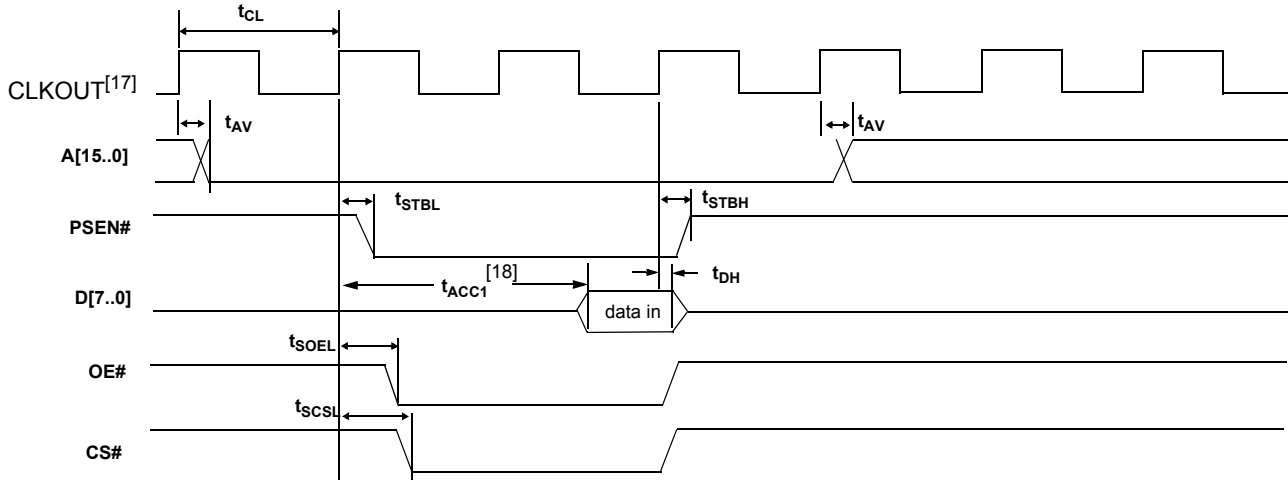 tCL
CLKOUT[17]
tAV
tAV
A[15..0]
tSTBL
tSTBH
PSEN#
[18]
tACC1
tDH
D[7..0]
data in
tSOEL
OE#
tSCSL
CS#